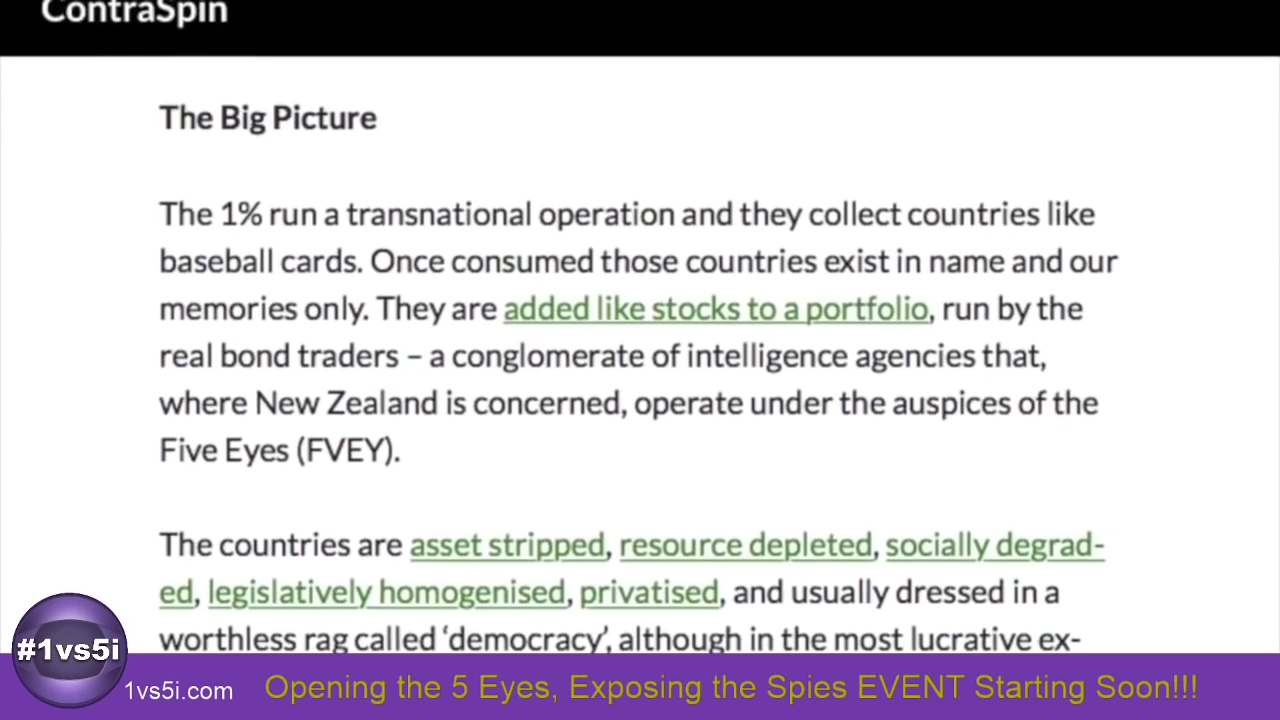 ContraSpin
The Big Picture
The 1% run a transnational operation and they collect countries like
baseball cards. Once consumed those countries exist in name and our
memories only. They are added like stocks to a portfolio, run by the
real bond traders – a conglomerate of intelligence agencies that,
where New Zealand is concerned, operate under the auspices of the
Five Eyes (FVEY).
The countries are asset stripped, resource depleted, socially degrad-
ed, legislatively homogenised, privatised, and usually dressed in a
worthless rag called ‘democracy’, although in the most lucrative ex-
#1vs5i
1vs5i.com
Opening the 5 Eyes, Exposing the Spies EVENT Starting Soon!!!